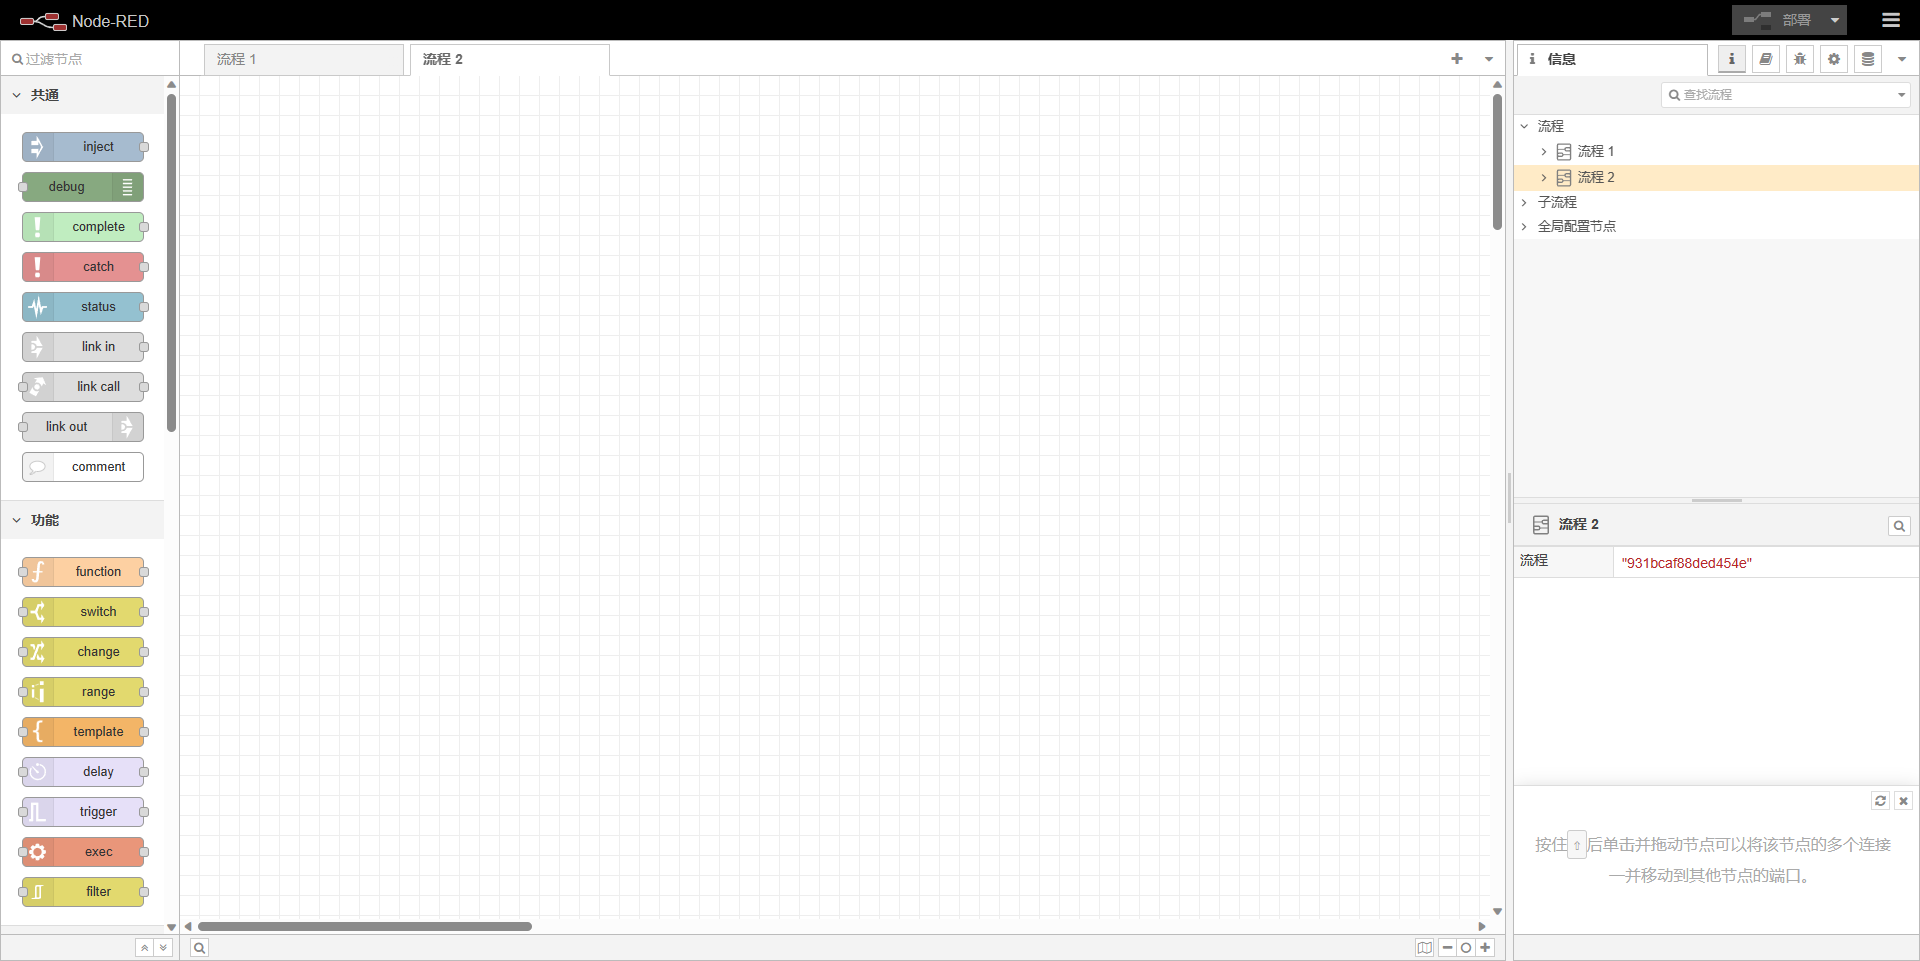 Node-RED
部署
过滤节点
流程 1
流程 2
信息
共通
查找流程
inject
debug
complete
catch
status
link in
link call
link out
comment
功能
function
switch
change
range
template
delay
trigger
exec
filter
流程
流程 1
流程 2
子流程
全局配置节点
流程 2
流程
"931bcaf88ded454e"
按住⇧后单击并拖动节点可以将该节点的多个连接
一并移动到其他节点的端口。